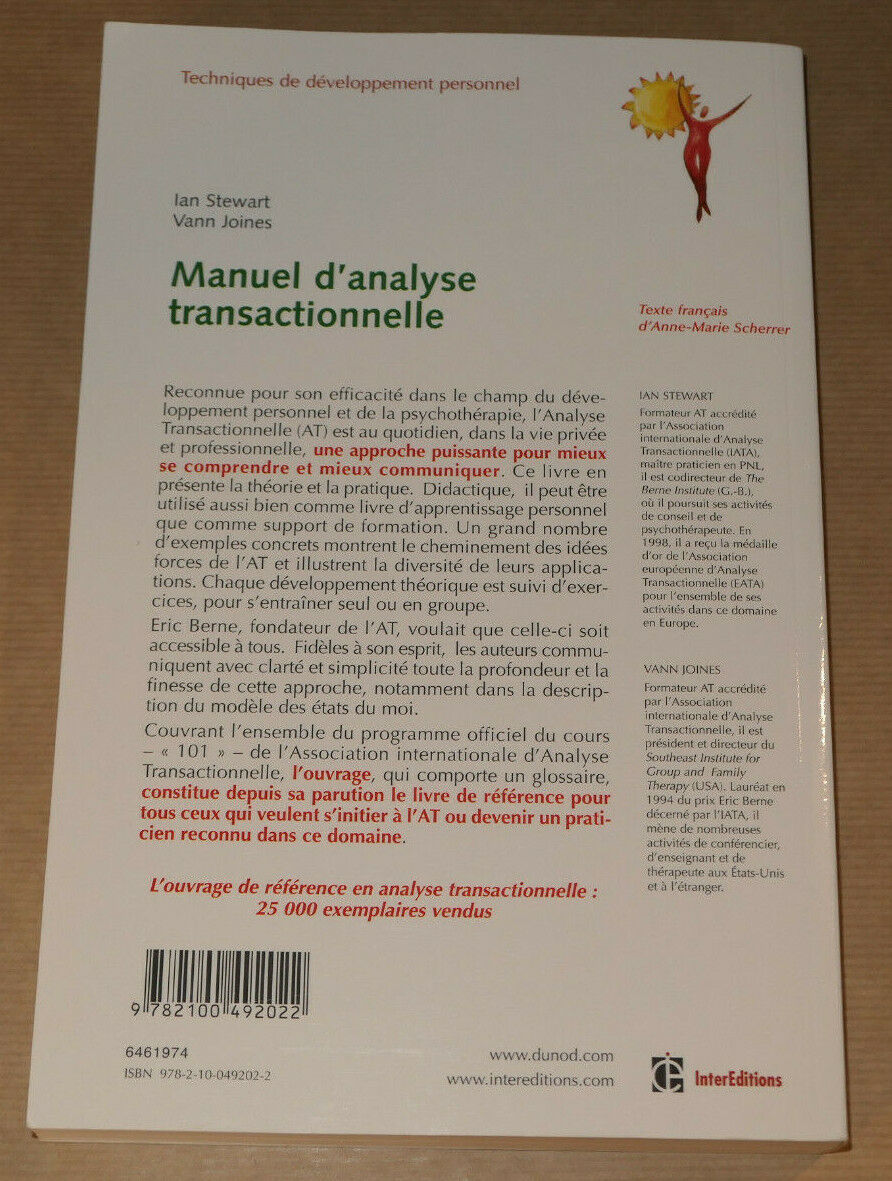 Techniques de développement personnel
Ian Stewart
Vann Joines
Manuel d'analyse
transactionnelle
Reconnue pour son efficacité dans le champ du déve-
loppement personnel et de la psychothérapie, l'Analyse
Transactionnelle (AT) est au quotidien, dans la vie privée
et professionnelle, une approche puissante pour mieux
se comprendre et mieux communiquer. Ce livre en
présente la théorie et la pratique. Didactique, il peut être
utilisé aussi bien comme livre d'apprentissage personnel
que comme support de formation. Un grand nombre
d'exemples concrets montrent le cheminement des idées
forces de l'AT et illustrent la diversité de leurs applica-
tions. Chaque développement théorique est suivi d'exer-
cices, pour s'entraîner seul ou en groupe.
Eric Berne, fondateur de l'AT, voulait que celle-ci soit
accessible à tous. Fidèles à son esprit, les auteurs commu-
niquent avec clarté et simplicité toute la profondeur et la
finesse de cette approche, notamment dans la descrip-
tion du modèle des états du moi.
Couvrant l'ensemble du programme officiel du cours
– « 101 » – de l'Association internationale d'Analyse
Transactionnelle, l'ouvrage, qui comporte un glossaire,
constitue depuis sa parution le livre de référence pour
tous ceux qui veulent s'initier à l'AT ou devenir un prati-
cien reconnu dans ce domaine.
L'ouvrage de référence en analyse transactionnelle :
25 000 exemplaires vendus
Texte français
d'Anne-Marie Scherrer
IAN STEWART
Formateur AT accrédité
par l'Association
internationale d'Analyse
Transactionnelle (IATA),
maître praticien en PNL,
il est codirecteur de The
Berne Institute (G.-B.),
où il poursuit ses activités
de conseil et de
psychothérapeute. En
1998, il a reçu la médaille
d'or de l'Association
européenne d'Analyse
Transactionnelle (EATA)
pour l'ensemble de ses
activités dans ce domaine
en Europe.
VANN JOINES
Formateur AT accrédité
par l'Association
internationale d'Analyse
Transactionnelle, il est
président et directeur du
Southeast Institute for
Group and Family
Therapy (USA). Lauréat en
1994 du prix Eric Berne
décerné par l'IATA, il
mène de nombreuses
activités de conférencier,
d'enseignant et de
thérapeute aux États-Unis
et à l'étranger.
9 782100 492022
6461974
ISBN 978-2-10-049202-2
www.dunod.com
www.intereditions.com
InterEditions